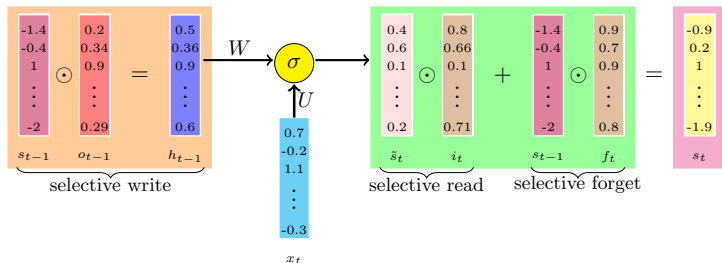 -1.4 0.2 0.5 0.4 0.8 -1.4 0.9 -0.9
-0.4 0.34 0.36 W 0.6 0.66 -0.4 0.7 0.2
1 ⊙ 0.9 = 0.9 σ 0.1 ⊙ 0.1 + 1 ⊙ 0.9 = 1
⋮ ⋮ ⋮ ⋮ ⋮ ⋮ ⋮ ⋮
-2 0.29 0.6 U 0.2 0.71 -2 0.8 -1.9
s_{t−1} o_{t−1} h_{t−1} s̃_t i_t s_{t−1} f_t s_t
selective write selective read selective forget
0.7
-0.2
1.1
⋮
-0.3
x_t